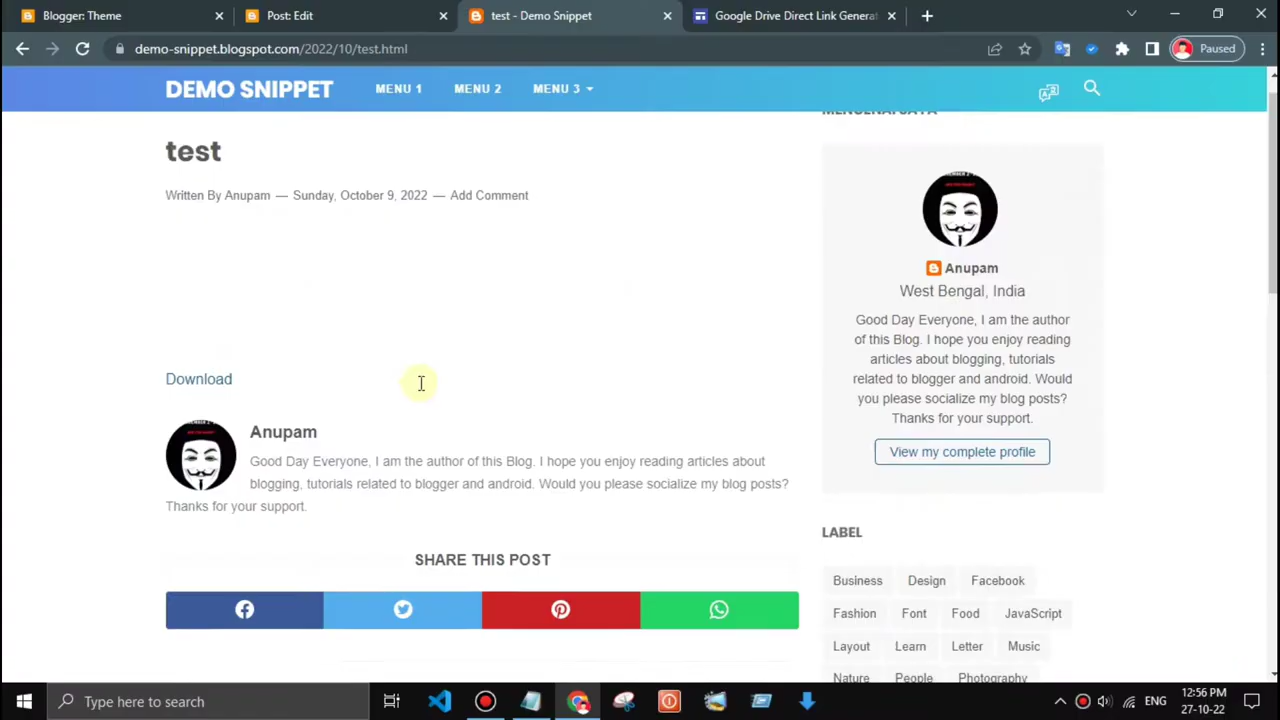 Blogger: Theme
Post: Edit
test - Demo Snippet
Google Drive Direct Link Genera
demo-snippet.blogspot.com/2022/10/test.html
Paused
DEMO SNIPPET
MENU 1
MENU 2
MENU 3
test
Written By Anupam — Sunday, October 9, 2022 — Add Comment
Download
Anupam
Good Day Everyone, I am the author of this Blog. I hope you enjoy reading articles about
blogging, tutorials related to blogger and android. Would you please socialize my blog posts?
Thanks for your support.
SHARE THIS POST
Anupam
West Bengal, India
Good Day Everyone, I am the author
of this Blog. I hope you enjoy reading
articles about blogging, tutorials
related to blogger and android. Would
you please socialize my blog posts?
Thanks for your support.
View my complete profile
LABEL
Business Design Facebook
Fashion Font Food JavaScript
Layout Learn Letter Music
Nature People Photography
Type here to search
ENG
12:56 PM
27-10-22